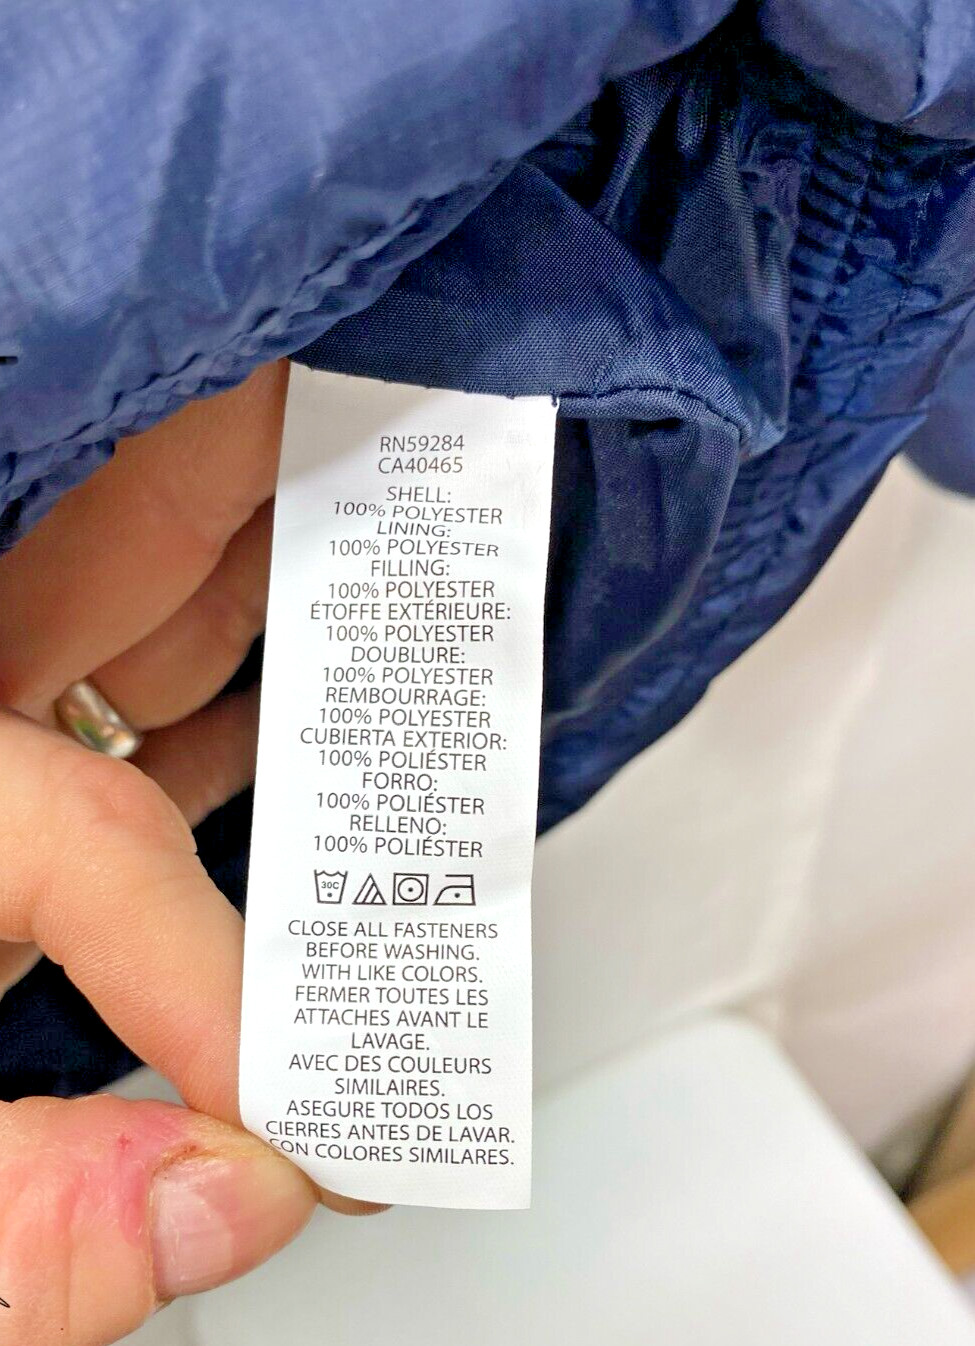 RN59284
CA40465
SHELL:
100% POLYESTER
LINING:
100% POLYESTER
FILLING:
100% POLYESTER
ÉTOFFE EXTÉRIEURE:
100% POLYESTER
DOUBLURE:
100% POLYESTER
REMBOURRAGE:
100% POLYESTER
CUBIERTA EXTERIOR:
100% POLIÉSTER
FORRO:
100% POLIÉSTER
RELLENO:
100% POLIÉSTER
30C
CLOSE ALL FASTENERS
BEFORE WASHING.
WITH LIKE COLORS.
FERMER TOUTES LES
ATTACHES AVANT LE
LAVAGE.
AVEC DES COULEURS
SIMILAIRES.
ASEGURE TODOS LOS
CIERRES ANTES DE LAVAR.
CON COLORES SIMILARES.